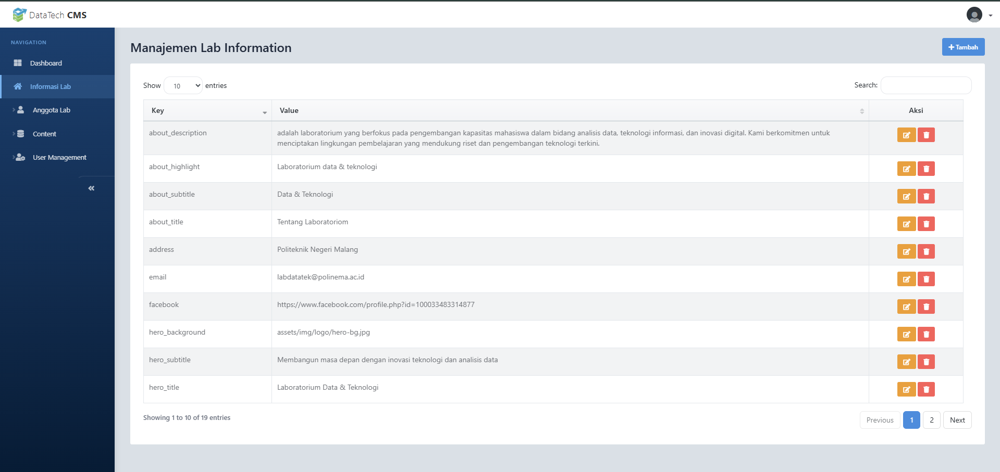 DataTech CMS
NAVIGATION
Dashboard
Informasi Lab
Anggota Lab
Content
User Management
Manajemen Lab Information
Tambah
Show 10 entries
Search:
Key Value Aksi
about_description adalah laboratorium yang berfokus pada pengembangan kapasitas mahasiswa dalam bidang analisis data, teknologi informasi, dan inovasi digital. Kami berkomitmen untuk
menciptakan lingkungan pembelajaran yang mendukung riset dan pengembangan teknologi terkini.
about_highlight Laboratorium data & teknologi
about_subtitle Data & Teknologi
about_title Tentang Laboratoriom
address Politeknik Negeri Malang
email labdatatek@polinema.ac.id
facebook https://www.facebook.com/profile.php?id=100033483314877
hero_background assets/img/logo/hero-bg.jpg
hero_subtitle Membangun masa depan dengan inovasi teknologi dan analisis data
hero_title Laboratorium Data & Teknologi
Showing 1 to 10 of 19 entries
Previous 1 2 Next